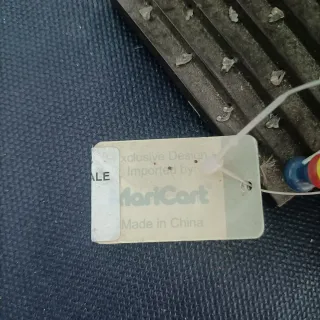 Exclusive Design
Imported by
ALE
MariCart
Made in China